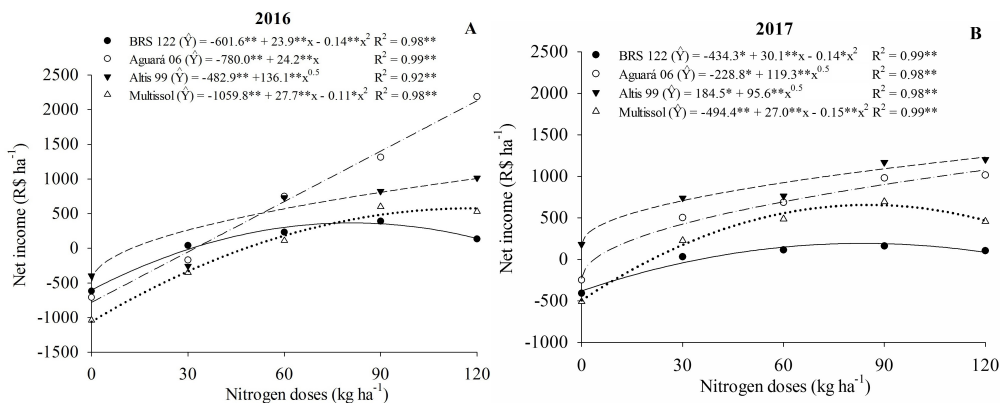 2016
A
BRS 122 (Ŷ) = -601.6** + 23.9**x - 0.14**x² R² = 0.98**
Aguará 06 (Ŷ) = -780.0** + 24.2**x R² = 0.99**
Altis 99 (Ŷ) = -482.9** +136.1**x⁰·⁵ R² = 0.92**
Multissol (Ŷ) = -1059.8** + 27.7**x - 0.11*x² R² = 0.98**
Net income (R$ ha⁻¹)
2500
2000
1500
1000
500
0
-500
-1000
-1500
0 30 60 90 120
Nitrogen doses (kg ha⁻¹)
2017
B
BRS 122 (Ŷ) = -434.3* + 30.1**x - 0.14*x² R² = 0.99**
Aguará 06 (Ŷ) = -228.8* + 119.3**x⁰·⁵ R² = 0.98**
Altis 99 (Ŷ) = 184.5* + 95.6**x⁰·⁵ R² = 0.98**
Multissol (Ŷ) = -494.4** + 27.0**x - 0.15**x² R² = 0.99**
Net income (R$ ha⁻¹)
2500
2000
1500
1000
500
0
-500
-1000
0 30 60 90 120
Nitrogen doses (kg ha⁻¹)